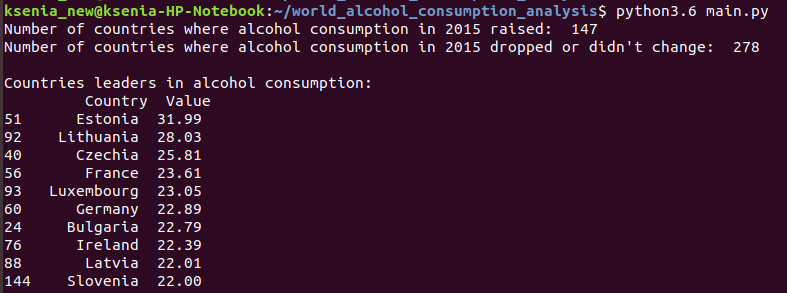 ksenia_new@ksenia-HP-Notebook:~/world_alcohol_consumption_analysis$ python3.6 main.py
Number of countries where alcohol consumption in 2015 raised:  147
Number of countries where alcohol consumption in 2015 dropped or didn't change:  278

Countries leaders in alcohol consumption:
         Country  Value
51       Estonia  31.99
92     Lithuania  28.03
40       Czechia  25.81
56        France  23.61
93    Luxembourg  23.05
60       Germany  22.89
24      Bulgaria  22.79
76       Ireland  22.39
88        Latvia  22.01
144     Slovenia  22.00